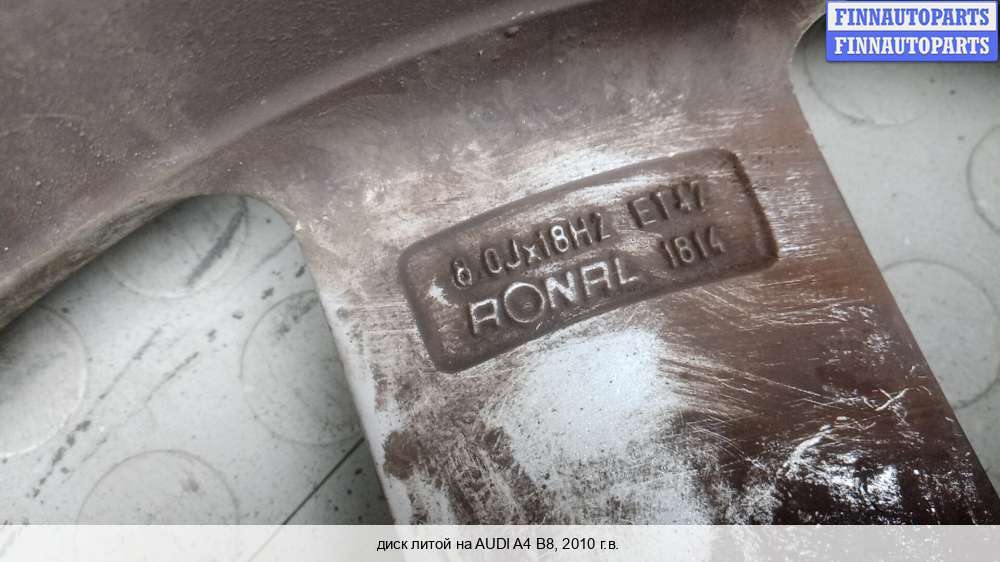 FINNAUTOPARTS
FINNAUTOPARTS
8.0Jx18H2 ET47
RONAL 1814
диск литой на AUDI A4 B8, 2010 г.в.